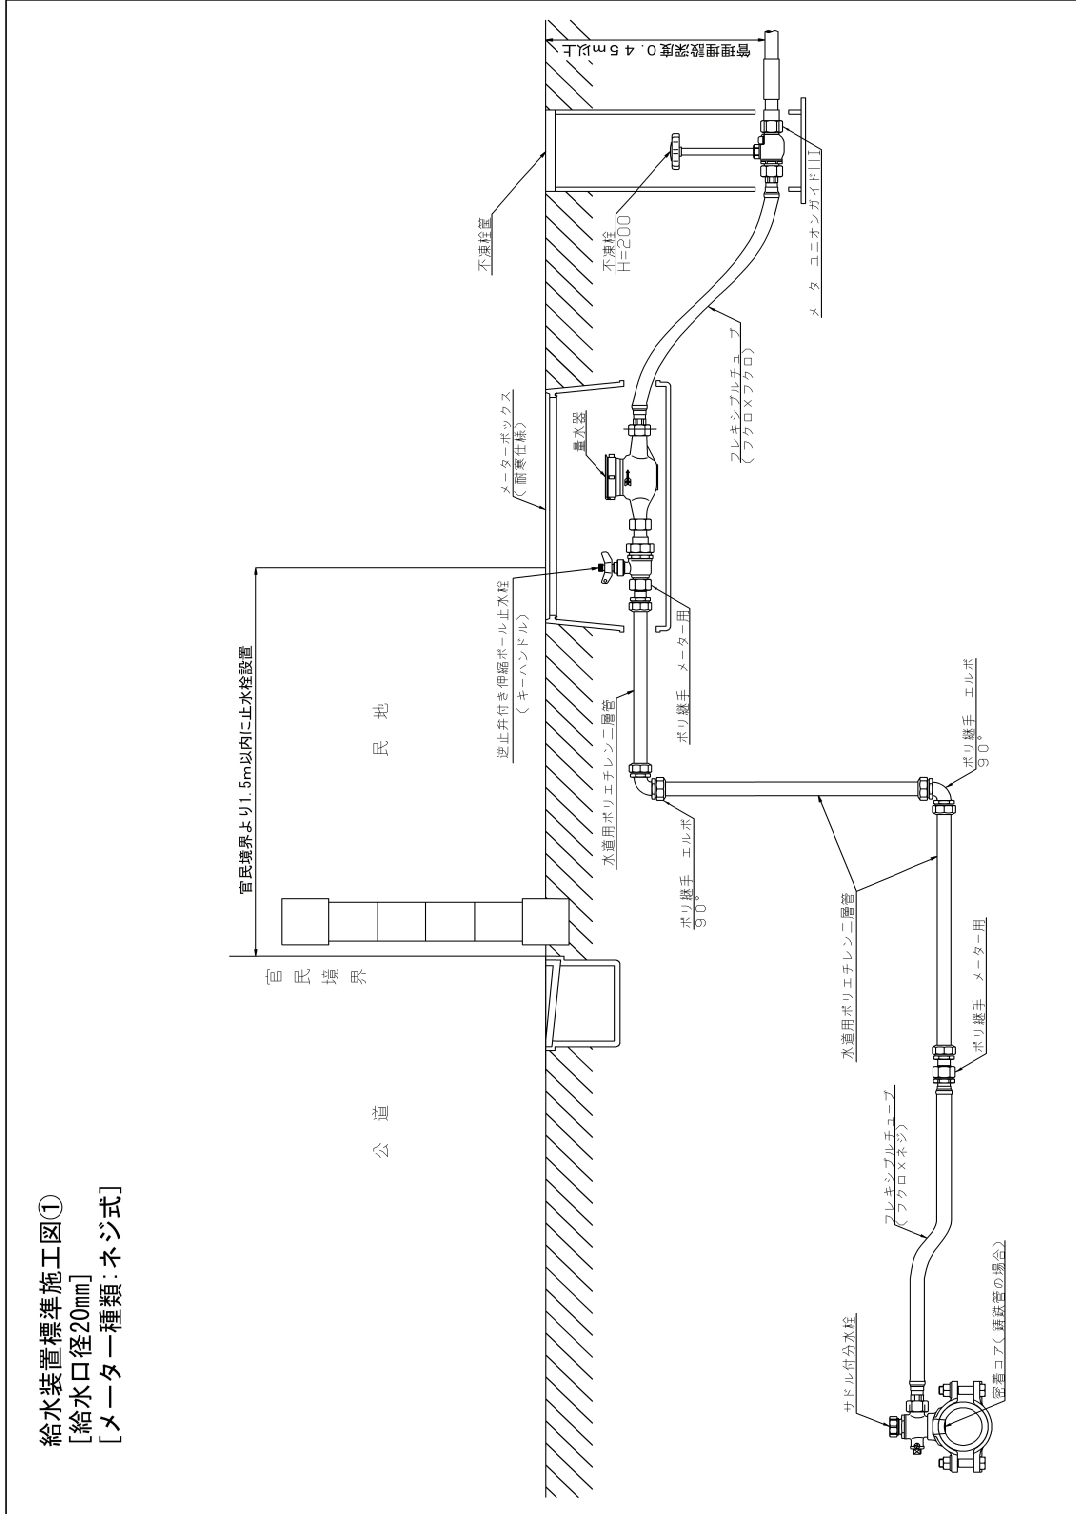 給水装置標準施工図①
[給水口径20mm]
[メーター種類：ネジ式]
官民境界より1.5m以内に止水栓設置
公　道
官民境界
民　地
逆止弁付き伸縮ボール止水栓
（キーハンドル）
メーターボックス
（耐寒仕様）
量水器
不凍栓筐
不凍栓
H=200
管理埋設深度0.45m以上
メ　タ　ユニオンガイドIII
フレキシブルチュ　ブ
（フクロ×フクロ）
ポリ継手　メーター用
水道用ポリエチレン二層管
ポリ継手　エルボ
90°
ポリ継手　エルボ
90°
水道用ポリエチレン二層管
ポリ継手　メーター用
フレキシブルチューブ
（フクロ×ネジ）
サドル付分水栓
密着コア（鋳鉄管の場合）